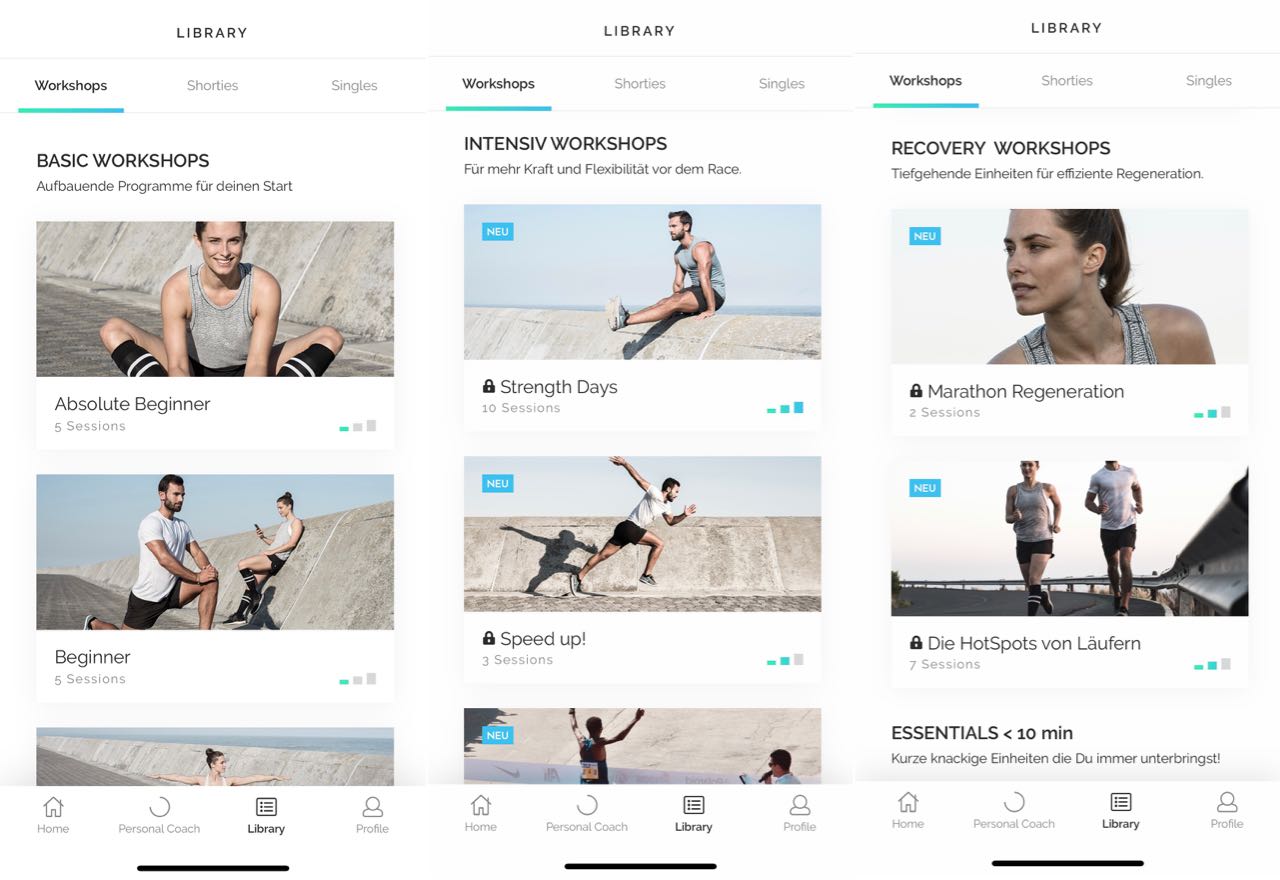 LIBRARY
Workshops Shorties Singles
BASIC WORKSHOPS
Aufbauende Programme für deinen Start
Absolute Beginner
5 Sessions
Beginner
5 Sessions
Home Personal Coach Library Profile
LIBRARY
Workshops Shorties Singles
INTENSIV WORKSHOPS
Für mehr Kraft und Flexibilität vor dem Race.
NEU
Strength Days
10 Sessions
NEU
Speed up!
3 Sessions
NEU
Home Personal Coach Library Profile
LIBRARY
Workshops Shorties Singles
RECOVERY WORKSHOPS
Tiefgehende Einheiten für effiziente Regeneration.
NEU
Marathon Regeneration
2 Sessions
NEU
Die HotSpots von Läufern
7 Sessions
ESSENTIALS < 10 min
Kurze knackige Einheiten die Du immer unterbringst!
Home Personal Coach Library Profile